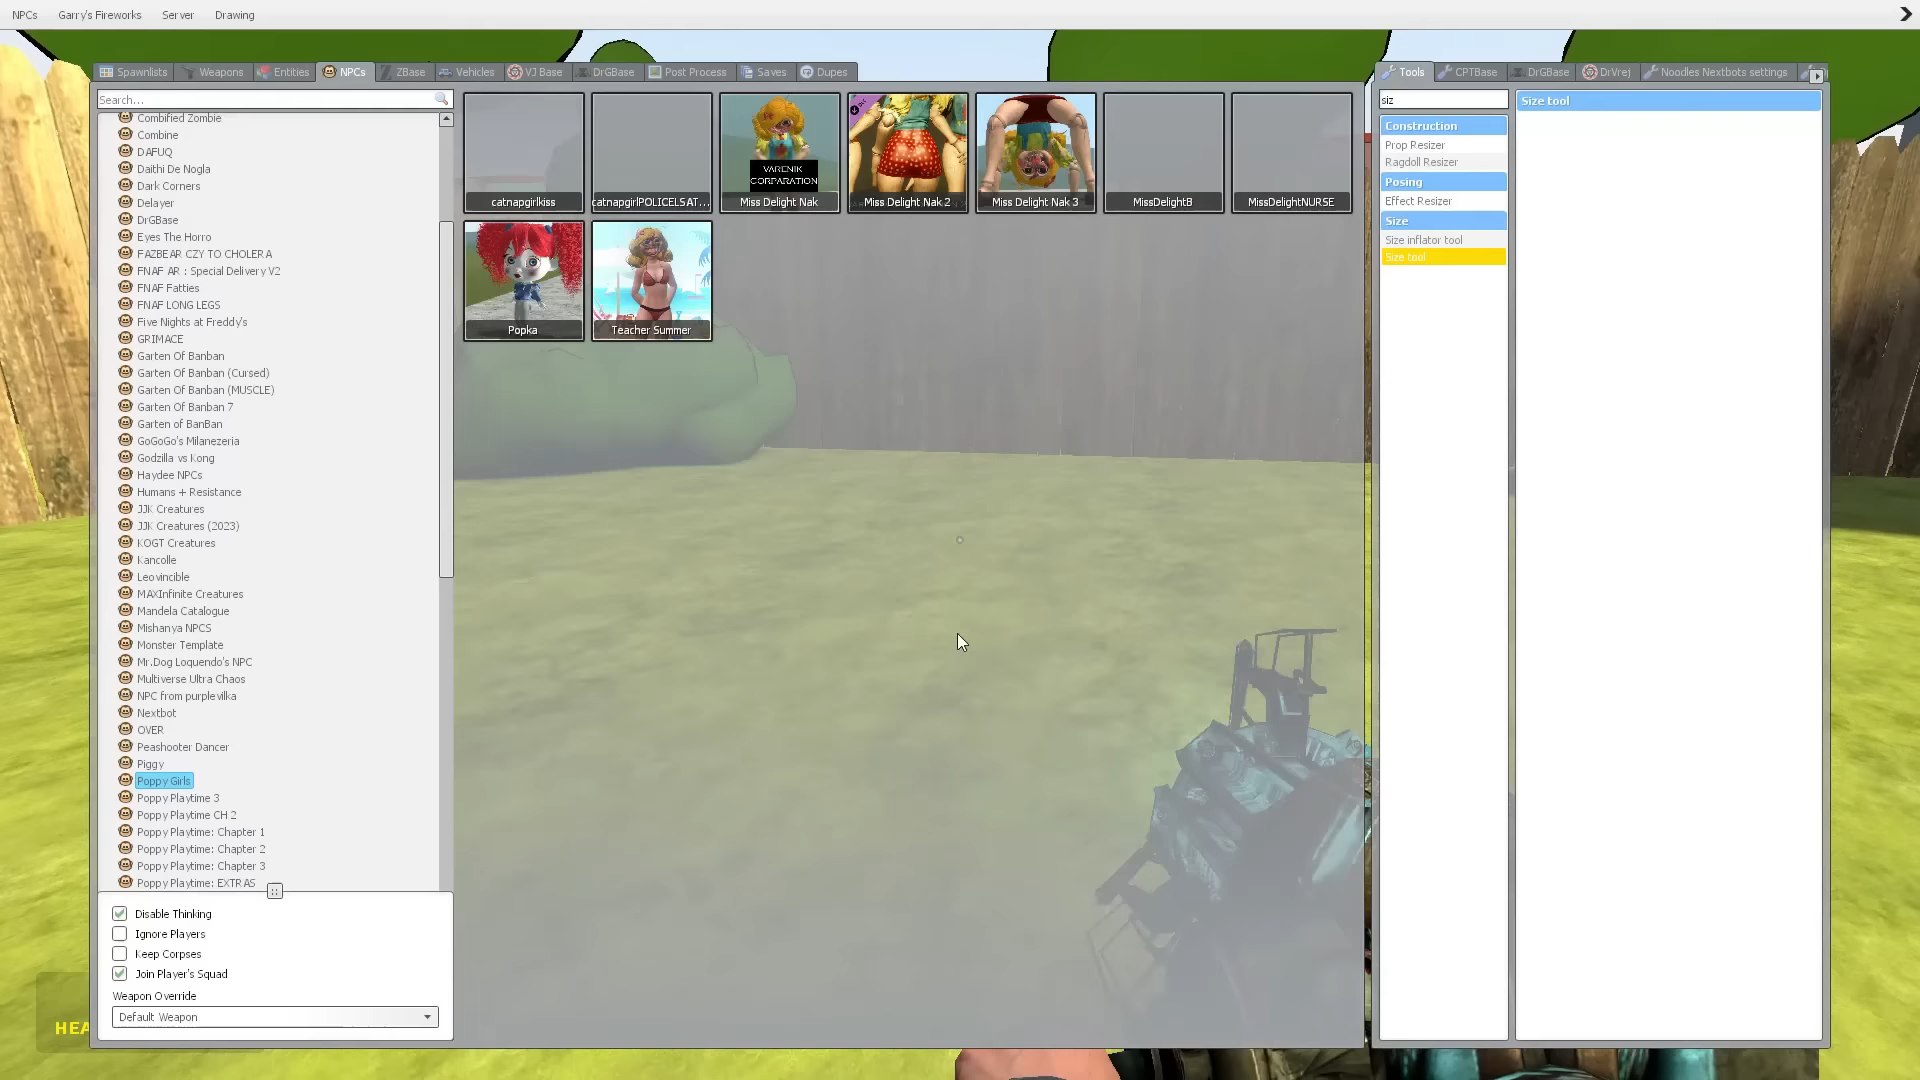 NPCs Garry's Fireworks Server Drawing
Spawnlists Weapons Entities NPCs ZBase Vehicles VJ Base DrGBase Post Process Saves Dupes
Tools CPTBase DrGBase DrVrej Noodles Nextbots settings
Search...
Combified Zombie
Combine
DAFUQ
Daithi De Nogla
Dark Corners
Delayer
DrGBase
Eyes The Horro
FAZBEAR CZY TO CHOLERA
FNAF AR : Special Delivery V2
FNAF Fatties
FNAF LONG LEGS
Five Nights at Freddy's
GRIMACE
Garten Of Banban
Garten Of Banban (Cursed)
Garten Of Banban (MUSCLE)
Garten Of Banban 7
Garten of BanBan
GoGoGo's Milanezeria
Godzilla vs Kong
Haydee NPCs
Humans + Resistance
JJK Creatures
JJK Creatures (2023)
KOGT Creatures
Kancolle
Leovincible
MAXInfinite Creatures
Mandela Catalogue
Mishanya NPCS
Monster Template
Mr.Dog Loquendo's NPC
Multiverse Ultra Chaos
NPC from purplevilka
Nextbot
OVER
Peashooter Dancer
Piggy
Poppy Girls
Poppy Playtime 3
Poppy Playtime CH 2
Poppy Playtime: Chapter 1
Poppy Playtime: Chapter 2
Poppy Playtime: Chapter 3
Poppy Playtime: EXTRAS
Disable Thinking
Ignore Players
Keep Corpses
Join Player's Squad
Weapon Override
Default Weapon
HEA
VARENIK
CORPARATION
catnapgirlkiss
catnapgirlPOLICELSAT...
Miss Delight Nak
Miss Delight Nak 2
Miss Delight Nak 3
MissDelightB
MissDelightNURSE
Popka
Teacher Summer
siz
Construction
Prop Resizer
Ragdoll Resizer
Posing
Effect Resizer
Size
Size inflator tool
Size tool
Size tool